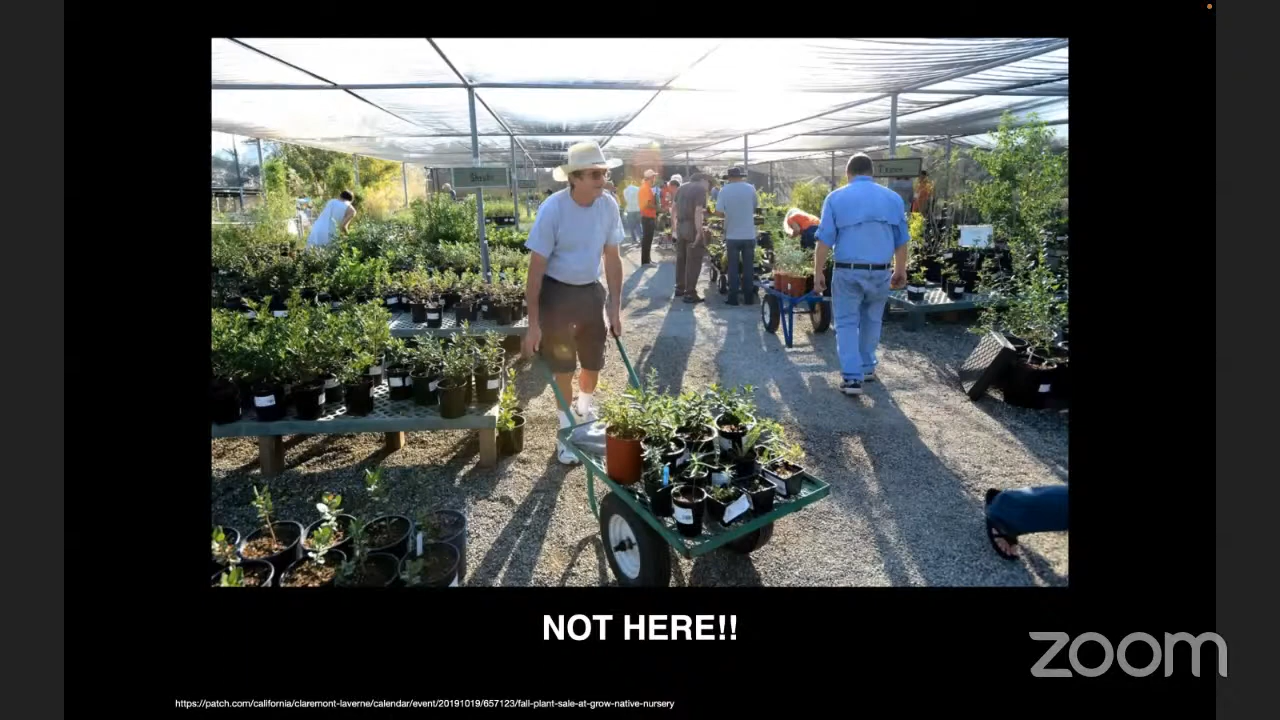 Shrubs
NOT HERE!!
zoom
https://patch.com/california/claremont-laverne/calendar/event/20191019/657123/fall-plant-sale-at-grow-native-nursery